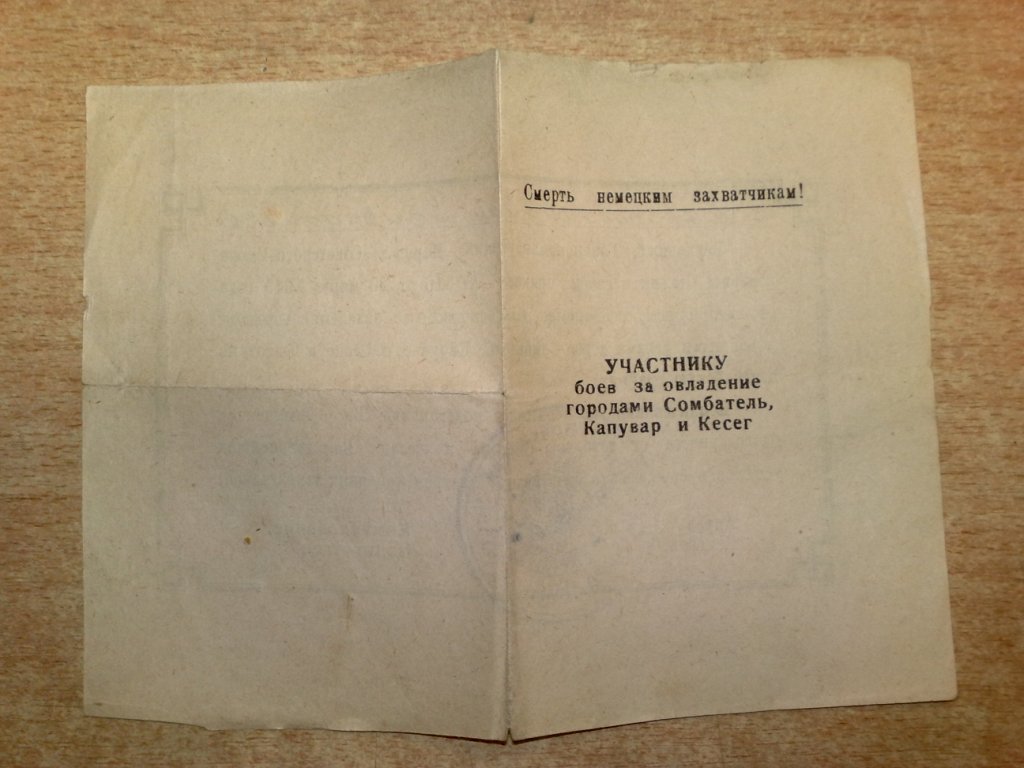 Смерть немецким захватчикам!
УЧАСТНИКУ
боев за овладение
городами Сомбатель,
Капувар и Кесег